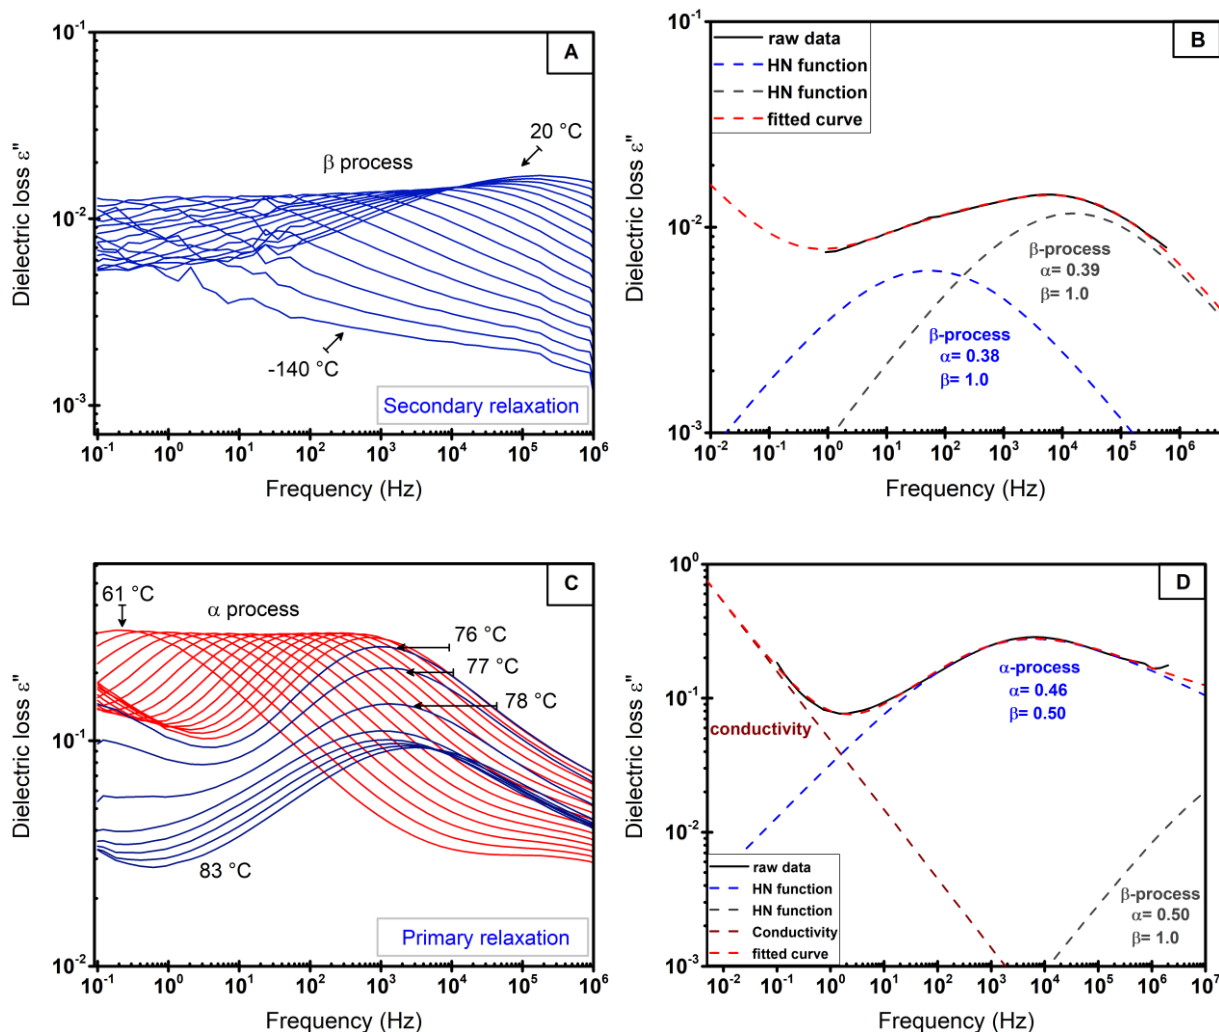 A
Dielectric loss ε"
10⁻¹
10⁻²
10⁻³
20 °C
β process
-140 °C
Secondary relaxation
10⁻¹ 10⁰ 10¹ 10² 10³ 10⁴ 10⁵ 10⁶
Frequency (Hz)
B
Dielectric loss ε"
10⁻¹
10⁻²
10⁻³
raw data
HN function
HN function
fitted curve
β-process
α= 0.39
β= 1.0
β-process
α= 0.38
β= 1.0
10⁻² 10⁻¹ 10⁰ 10¹ 10² 10³ 10⁴ 10⁵ 10⁶
Frequency (Hz)
C
Dielectric loss ε"
10⁻¹
10⁻²
61 °C
α process
76 °C
77 °C
78 °C
83 °C
Primary relaxation
10⁻¹ 10⁰ 10¹ 10² 10³ 10⁴ 10⁵ 10⁶
Frequency (Hz)
D
Dielectric loss ε"
10⁰
10⁻¹
10⁻²
10⁻³
α-process
α= 0.46
β= 0.50
conductivity
raw data
HN function
HN function
Conductivity
fitted curve
β-process
α= 0.50
β= 1.0
10⁻² 10⁻¹ 10⁰ 10¹ 10² 10³ 10⁴ 10⁵ 10⁶ 10⁷
Frequency (Hz)